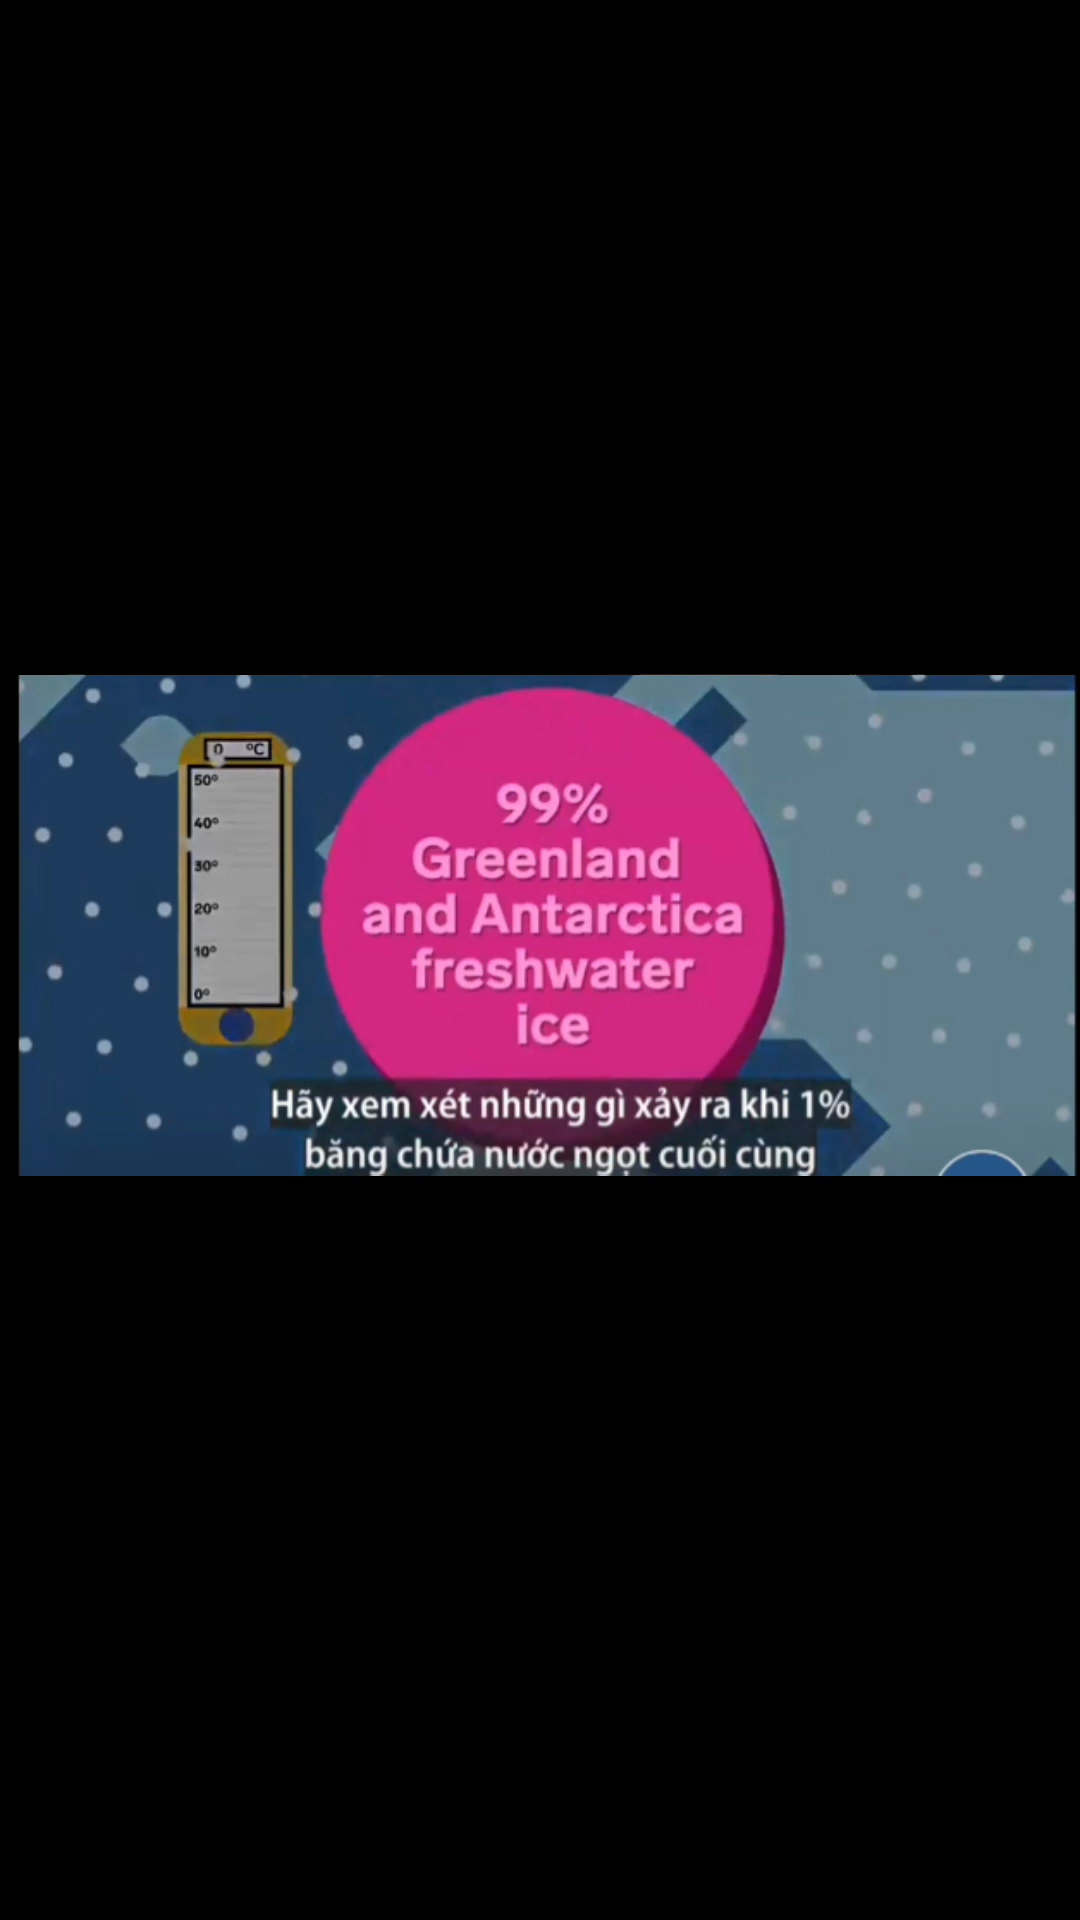 0 °C
50°
40°
30°
20°
10°
0°
99%
Greenland
and Antarctica
freshwater
ice
Hãy xem xét những gì xảy ra khi 1%
băng chứa nước ngọt cuối cùng